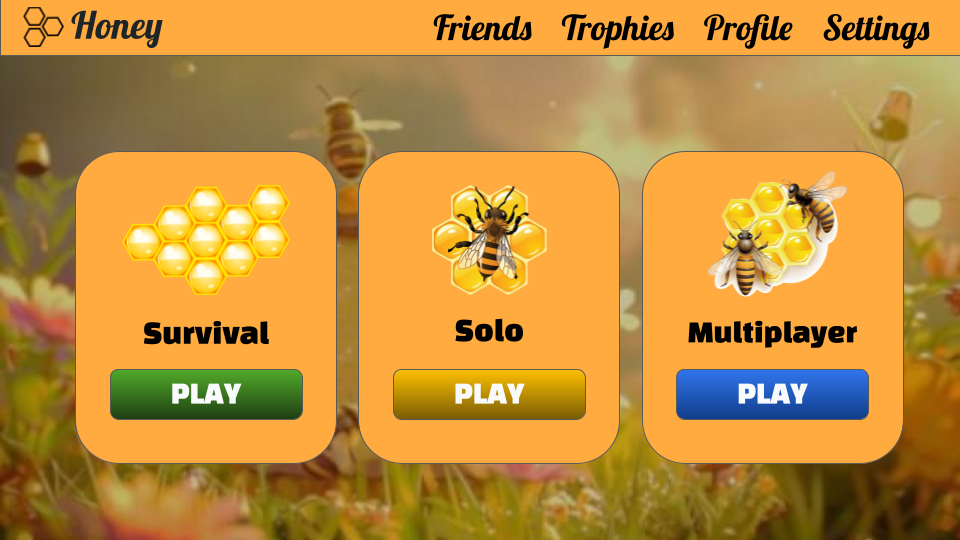 Honey
Friends Trophies Profile Settings
Survival
PLAY
Solo
PLAY
Multiplayer
PLAY